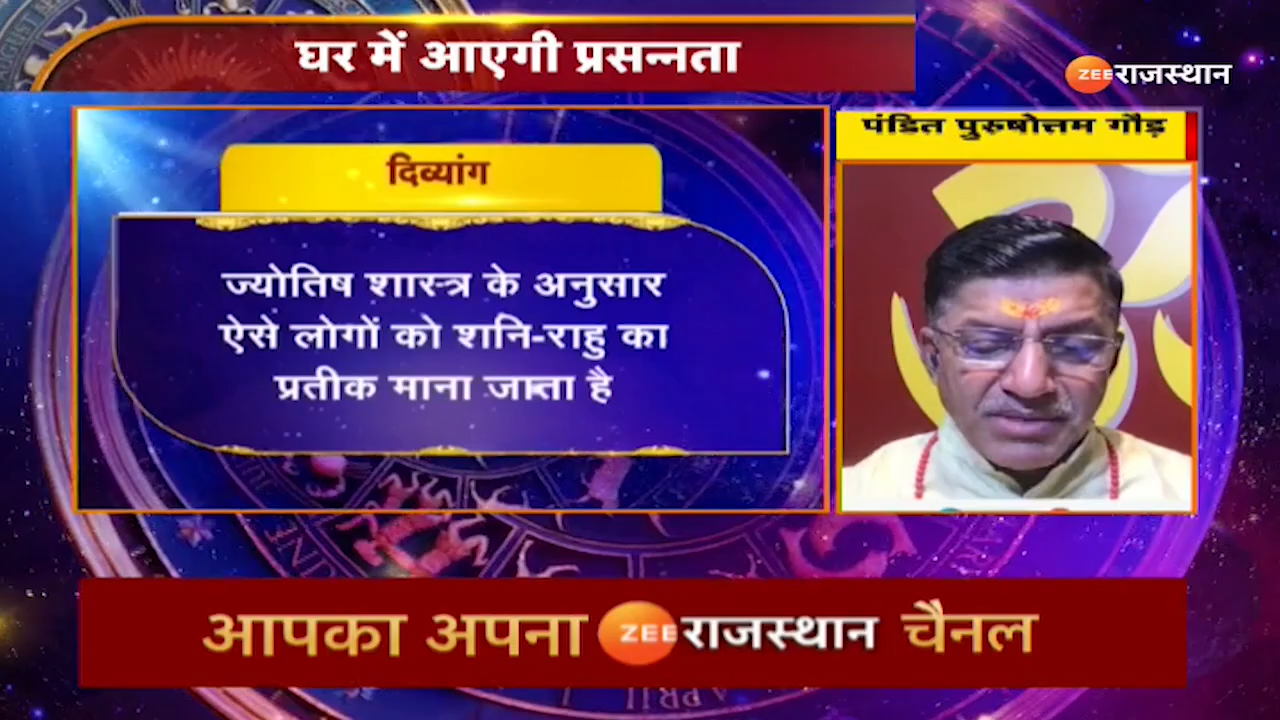 घर में आएगी प्रसन्नता
ZEE राजस्थान
पंडित पुरुषोत्तम गौड़
दिव्यांग
ज्योतिष शास्त्र के अनुसार
ऐसे लोगों को शनि-राहु का
प्रतीक माना जाता है
आपका अपना ZEE राजस्थान चैनल